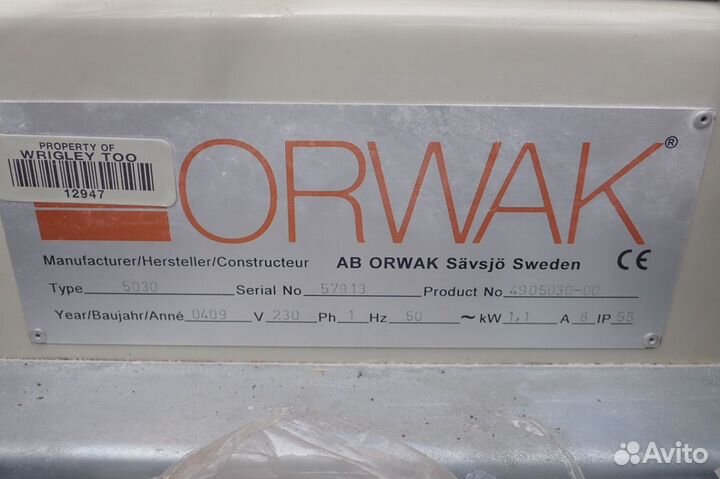 PROPERTY OF
WRIGLEY TOO
12947
ORWAK®
Manufacturer/Hersteller/Constructeur AB ORWAK Sävsjö Sweden CE
Type 5030 Serial No 57913 Product No 4905030-00
Year/Baujahr/Anné 0409 V 230 Ph 1 Hz 50 ~ kW 1,1 A 8 IP 55
Avito